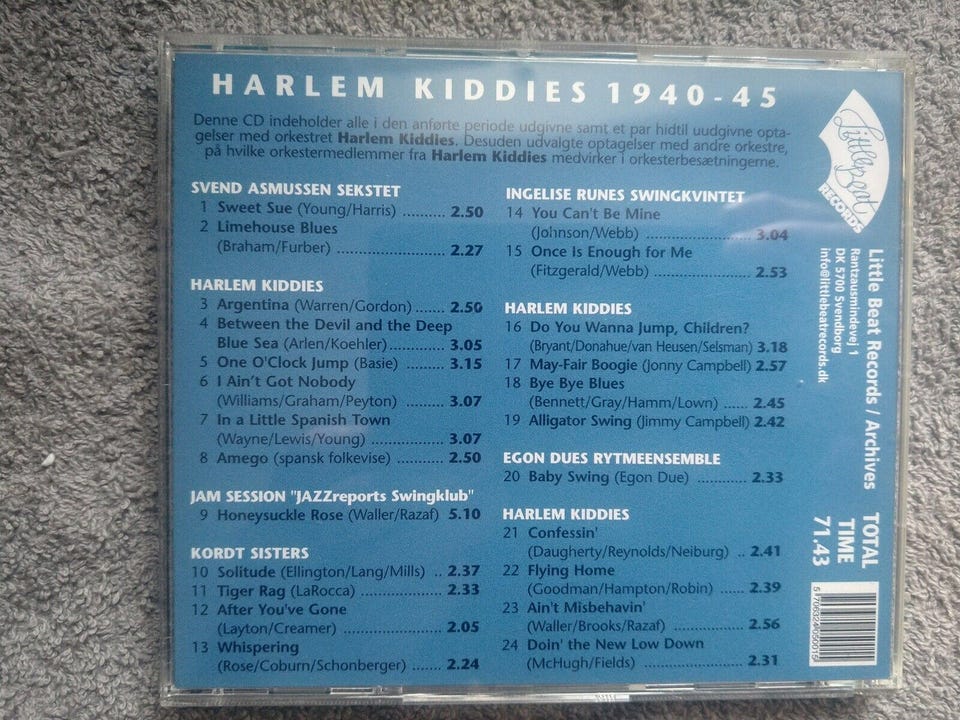 HARLEM KIDDIES 1940-45
Denne CD indeholder alle i den anførte periode udgivne samt et par hidtil uudgivne opta-
gelser med orkestret Harlem Kiddies. Desuden udvalgte optagelser med andre orkestre,
på hvilke orkestermedlemmer fra Harlem Kiddies medvirker i orkesterbesætningerne.
SVEND ASMUSSEN SEKSTET
1 Sweet Sue (Young/Harris) .......... 2.50
2 Limehouse Blues
(Braham/Furber) .................. 2.27
HARLEM KIDDIES
3 Argentina (Warren/Gordon) ....... 2.50
4 Between the Devil and the Deep
Blue Sea (Arlen/Koehler) ........... 3.05
5 One O'Clock Jump (Basie) ......... 3.15
6 I Ain't Got Nobody
(Williams/Graham/Peyton) ......... 3.07
7 In a Little Spanish Town
(Wayne/Lewis/Young) ............... 3.07
8 Amego (spansk folkevise) ........... 2.50
JAM SESSION "JAZZreports Swingklub"
9 Honeysuckle Rose (Waller/Razaf) 5.10
KORDT SISTERS
10 Solitude (Ellington/Lang/Mills) .. 2.37
11 Tiger Rag (LaRocca) .................. 2.33
12 After You've Gone
(Layton/Creamer) .................... 2.05
13 Whispering
(Rose/Coburn/Schonberger) ...... 2.24
INGELISE RUNES SWINGKVINTET
14 You Can't Be Mine
(Johnson/Webb) .................... 3.04
15 Once Is Enough for Me
(Fitzgerald/Webb) .................. 2.53
HARLEM KIDDIES
16 Do You Wanna Jump, Children?
(Bryant/Donahue/van Heusen/Selsman) 3.18
17 May-Fair Boogie (Jonny Campbell) 2.57
18 Bye Bye Blues
(Bennett/Gray/Hamm/Lown) ...... 2.45
19 Alligator Swing (Jimmy Campbell) 2.42
EGON DUES RYTMEENSEMBLE
20 Baby Swing (Egon Due) ............ 2.33
HARLEM KIDDIES
21 Confessin'
(Daugherty/Reynolds/Neiburg) .. 2.41
22 Flying Home
(Goodman/Hampton/Robin) ....... 2.39
23 Ain't Misbehavin'
(Waller/Brooks/Razaf) ............... 2.56
24 Doin' the New Low Down
(McHugh/Fields) ..................... 2.31
LittleBeat
RECORDS
Little Beat Records / Archives
Rantzausmindevej 1
DK 5700 Svendborg
info@littlebeatrecords.dk
TOTAL
TIME
71.43